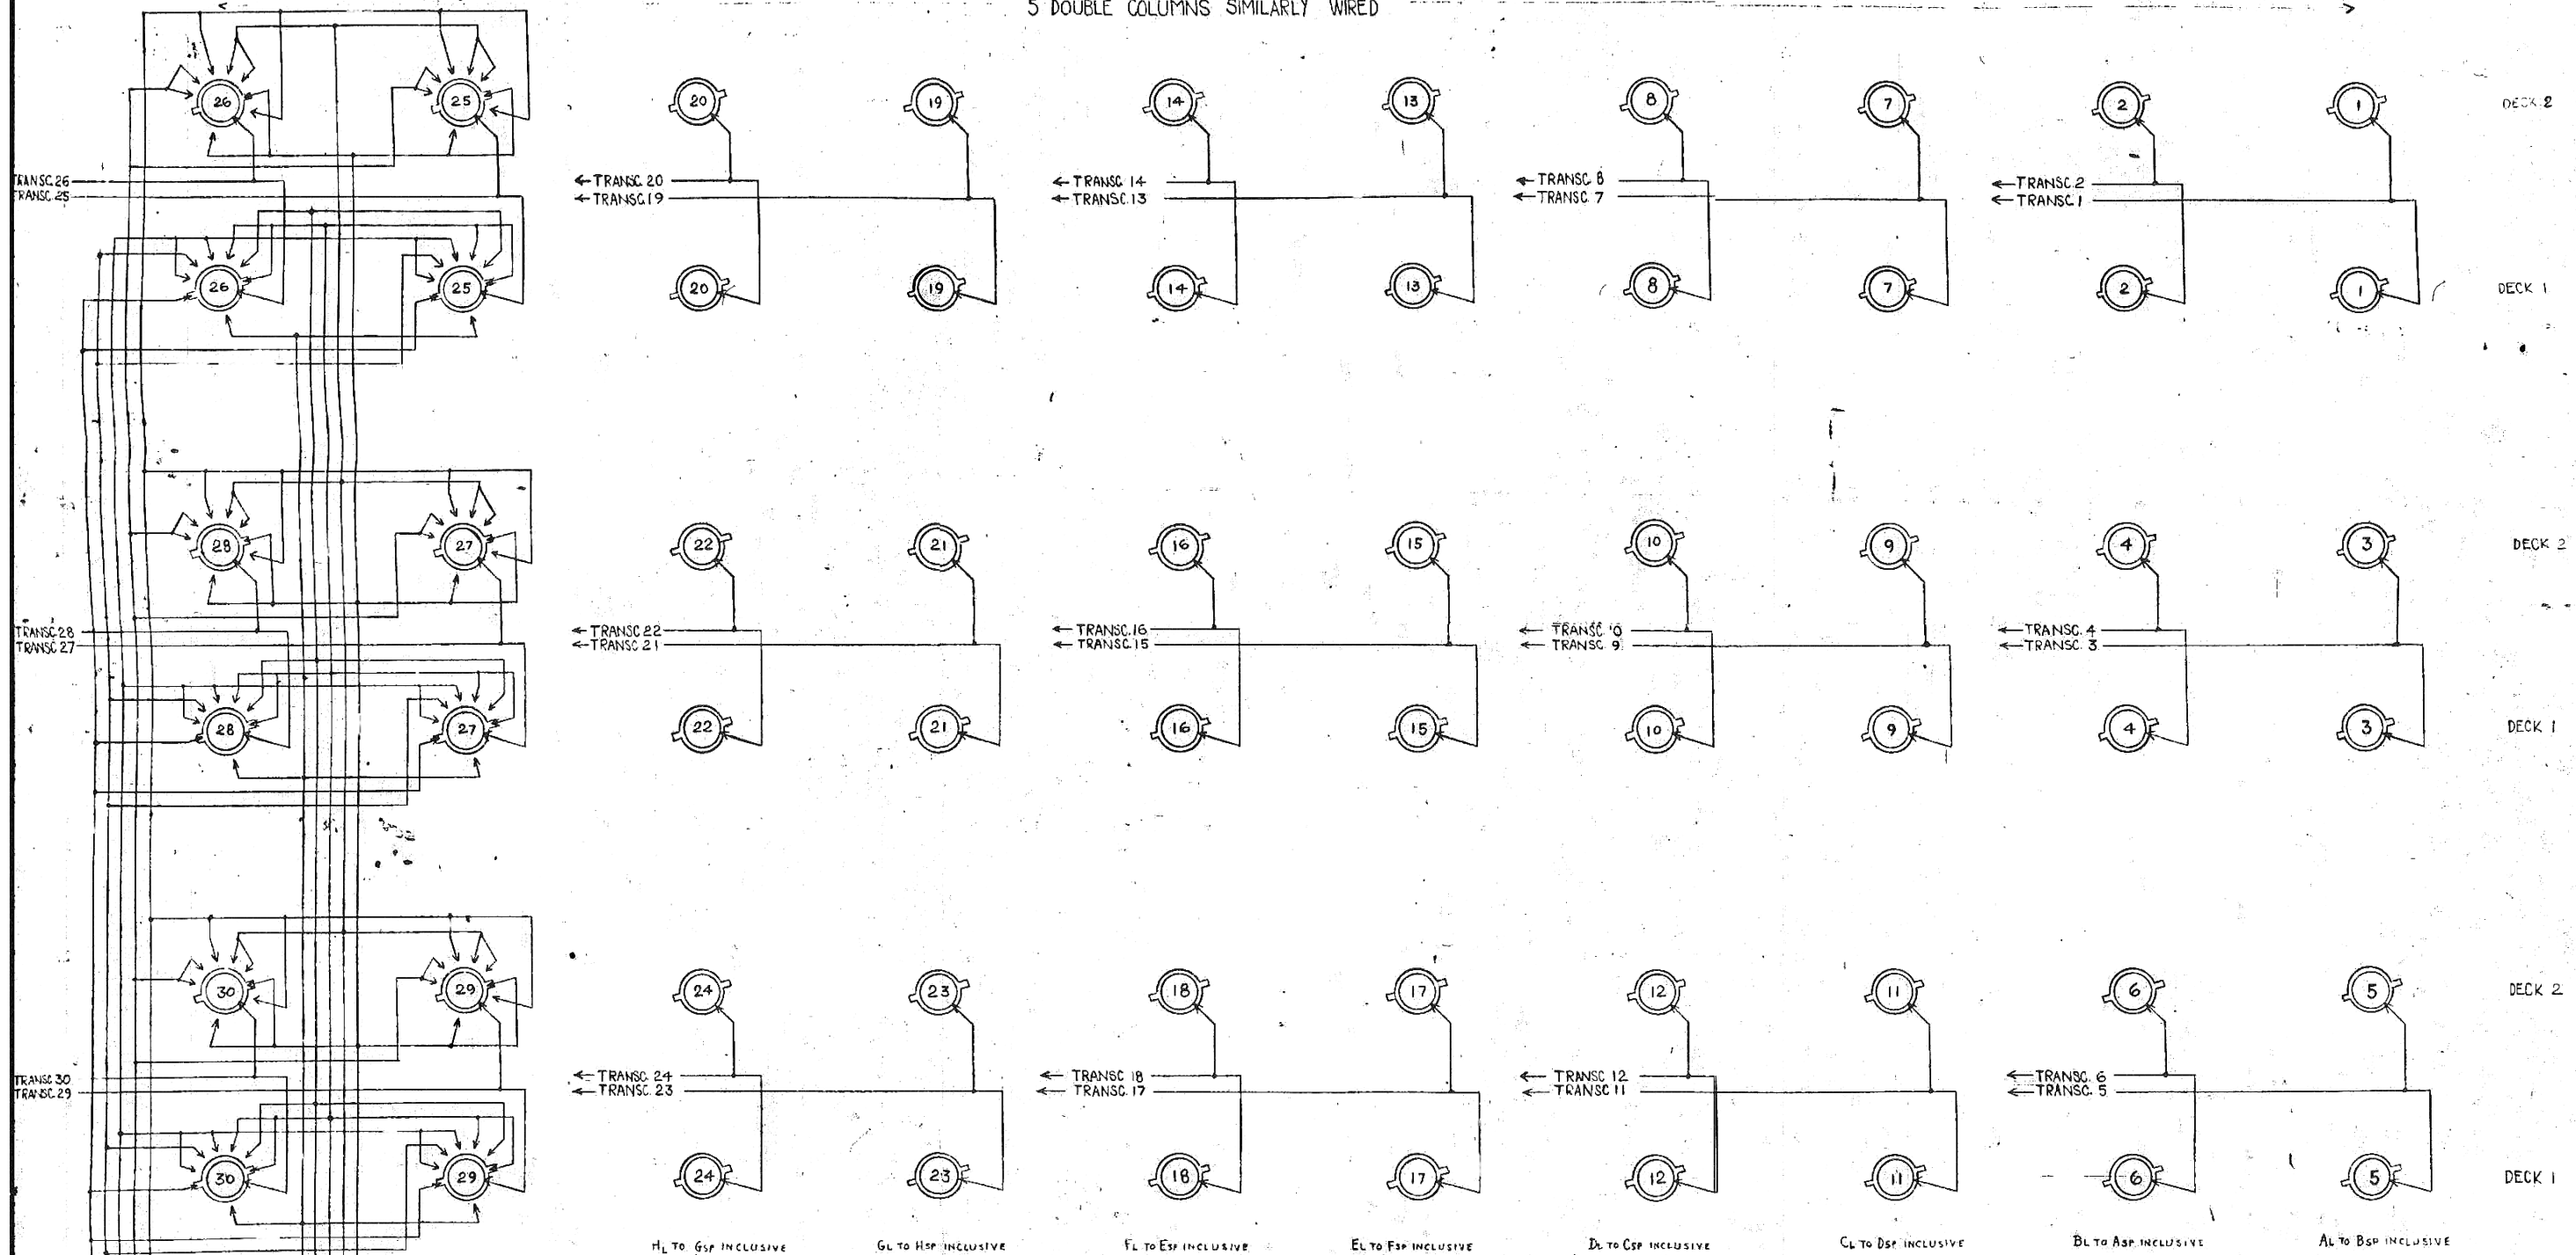 5 DOUBLE COLUMNS SIMILARLY WIRED
26 25 20 19 14 13 8 7 2 1 DECK 2
TRANSC.26 TRANSC. 20 TRANSC. 14 TRANSC. 8 TRANSC. 2
TRANSC.25 TRANSC. 19 TRANSC. 13 TRANSC. 7 TRANSC. 1
26 25 20 19 14 13 8 7 2 1 DECK 1
28 27 22 21 16 15 10 9 4 3 DECK 2
TRANSC.28 TRANSC 22 TRANSC. 16 TRANSC. 10 TRANSC. 4
TRANSC 27 TRANSC 21 TRANSC. 15 TRANSC. 9 TRANSC. 3
28 27 22 21 16 15 10 9 4 3 DECK 1
30 29 24 23 18 17 12 11 6 5 DECK 2
TRANSC 30 TRANSC. 24 TRANSC 18 TRANSC 12 TRANSC. 6
TRANSC 29 TRANSC. 23 TRANSC. 17 TRANSC 11 TRANSC. 5
30 29 24 23 18 17 12 11 6 5 DECK 1
HL TO GSP INCLUSIVE GL TO HSP INCLUSIVE FL TO ESP INCLUSIVE EL TO FSP INCLUSIVE DL TO CSP INCLUSIVE CL TO DSP INCLUSIVE BL TO ASP INCLUSIVE AL TO BSP INCLUSIVE